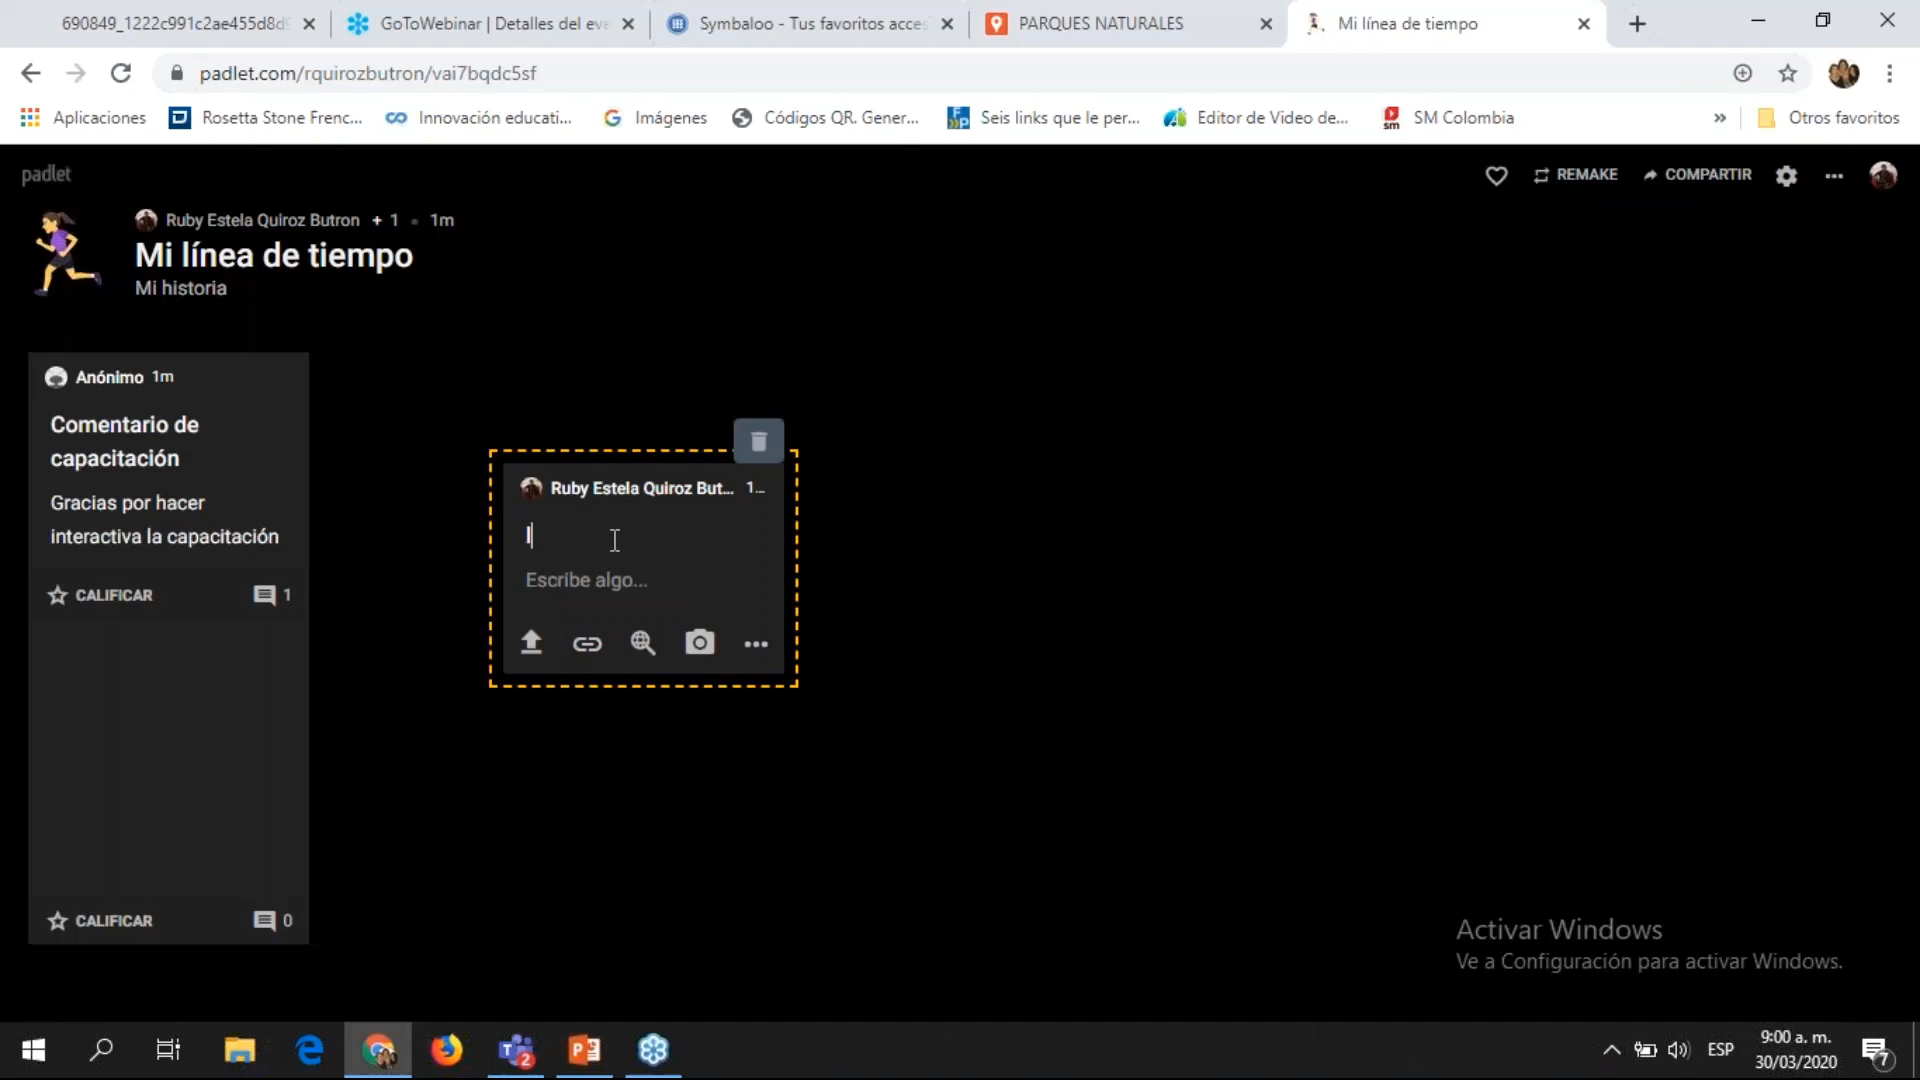 690849_1222c991c2ae455d8d9
GoToWebinar | Detalles del eve
Symbaloo - Tus favoritos acces
PARQUES NATURALES
Mi línea de tiempo
padlet.com/rquirozbutron/vai7bqdc5sf
Aplicaciones
Rosetta Stone Frenc...
Innovación educati...
Imágenes
Códigos QR. Gener...
Seis links que le per...
Editor de Video de...
SM Colombia
»
Otros favoritos
padlet
REMAKE
COMPARTIR
Ruby Estela Quiroz Butron + 1 • 1m
Mi línea de tiempo
Mi historia
Anónimo 1m
Comentario de
capacitación
Gracias por hacer
interactiva la capacitación
CALIFICAR 1
CALIFICAR 0
Ruby Estela Quiroz But... 1...
I
Escribe algo...
Activar Windows
Ve a Configuración para activar Windows.
2
ESP
9:00 a. m.
30/03/2020
7